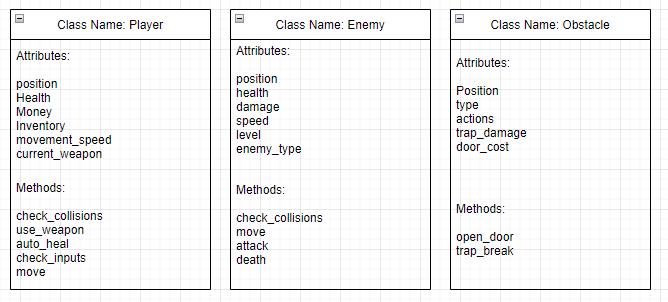 Class Name: Player
Attributes:
position
Health
Money
Inventory
movement_speed
current_weapon
Methods:
check_collisions
use_weapon
auto_heal
check_inputs
move
Class Name: Enemy
Attributes:
position
health
damage
speed
level
enemy_type
Methods:
check_collisions
move
attack
death
Class Name: Obstacle
Attributes:
Position
type
actions
trap_damage
door_cost
Methods:
open_door
trap_break